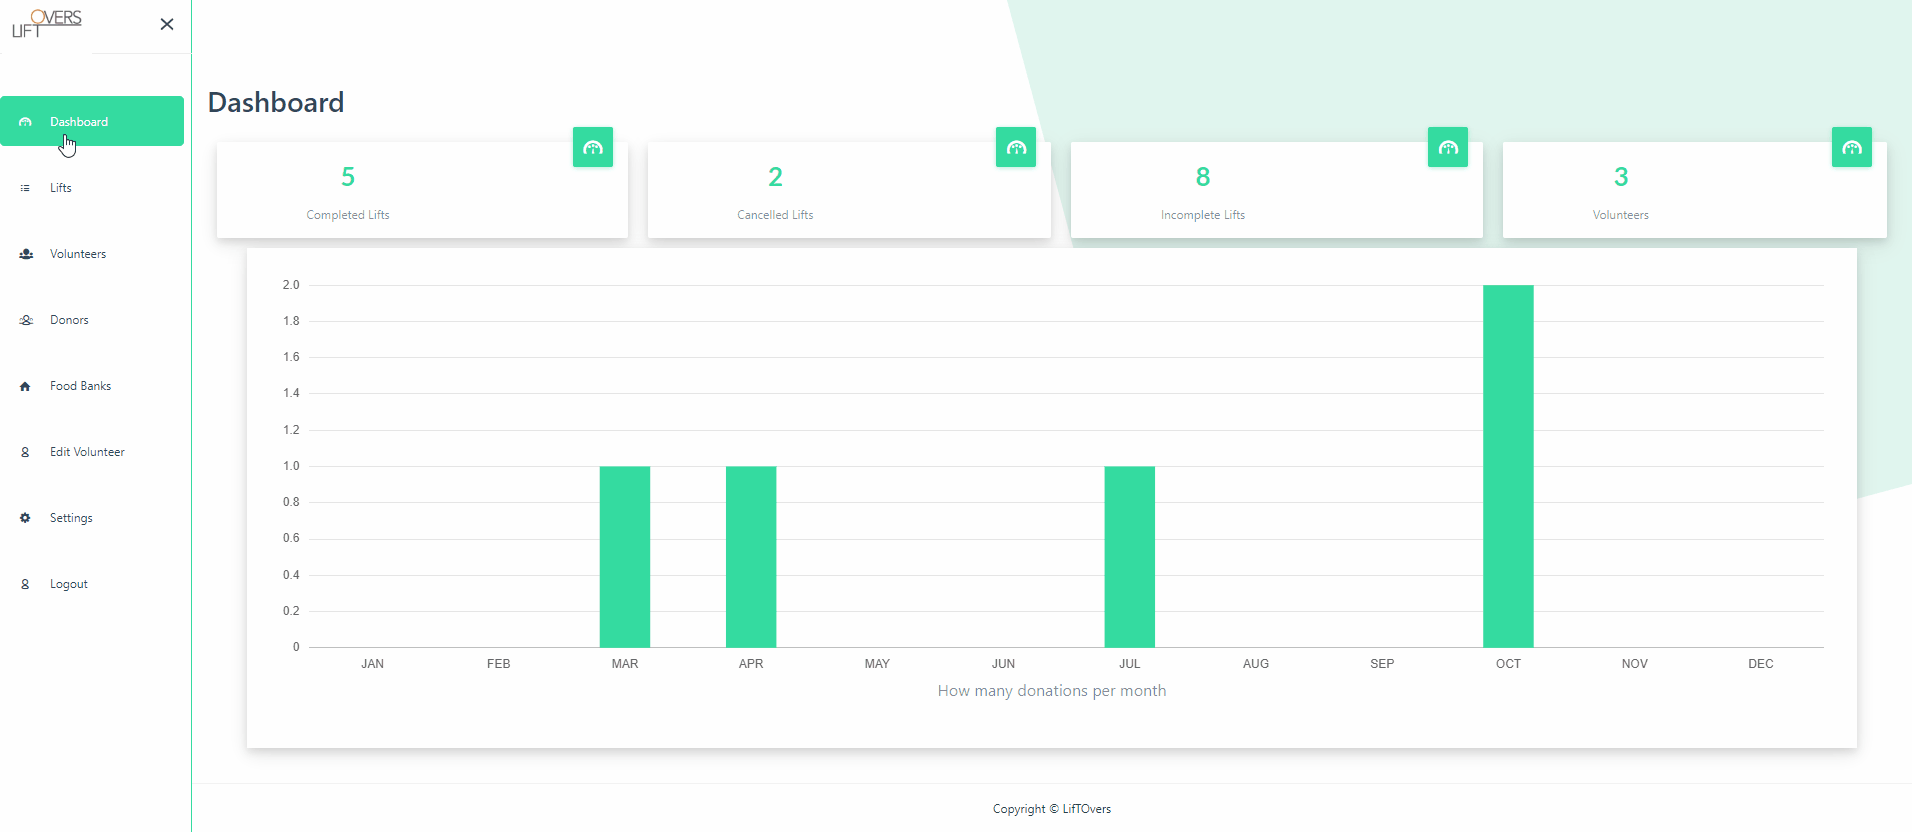 OVERS
LIFT
Dashboard
Lifts
Volunteers
Donors
Food Banks
Edit Volunteer
Settings
Logout
Dashboard
5
Completed Lifts
2
Cancelled Lifts
8
Incomplete Lifts
3
Volunteers
2.0
1.8
1.6
1.4
1.2
1.0
0.8
0.6
0.4
0.2
0
JAN FEB MAR APR MAY JUN JUL AUG SEP OCT NOV DEC
How many donations per month
Copyright © LifTOvers